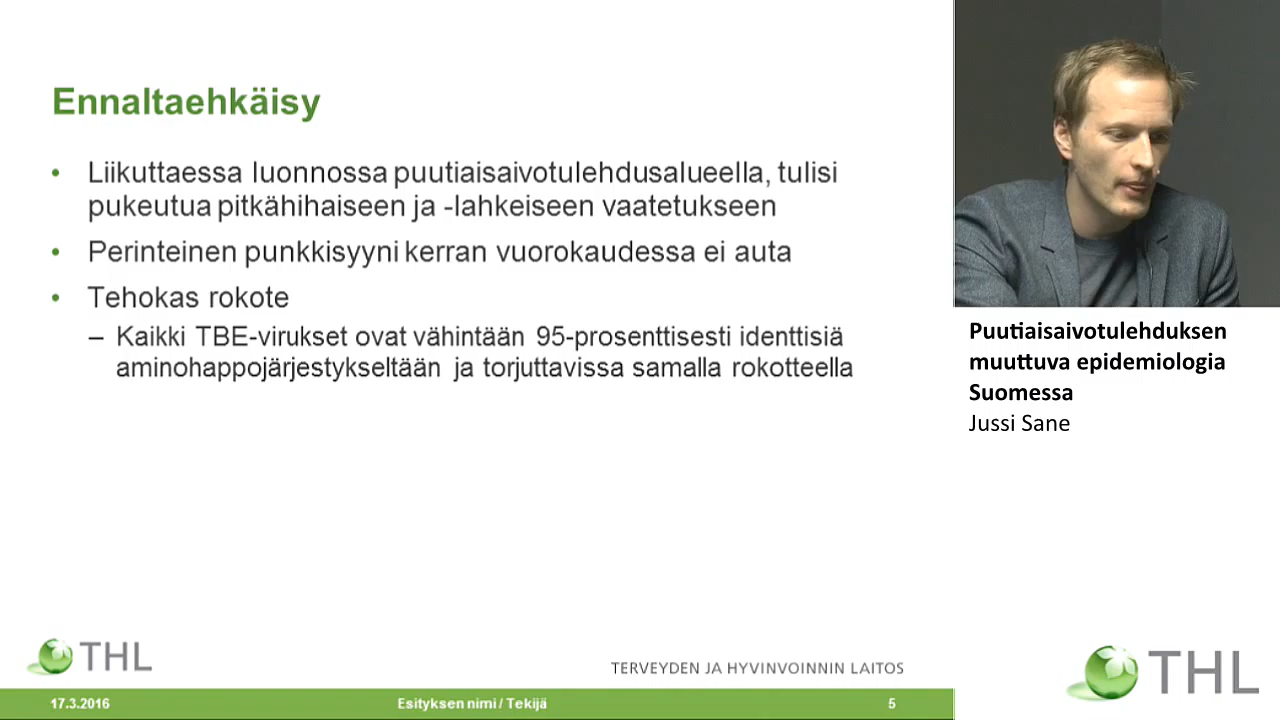 Ennaltaehkäisy
• Liikuttaessa luonnossa puutiaisaivotulehdusalueella, tulisi
pukeutua pitkähihaiseen ja -lahkeiseen vaatetukseen
• Perinteinen punkkisyyni kerran vuorokaudessa ei auta
• Tehokas rokote
– Kaikki TBE-virukset ovat vähintään 95-prosenttisesti identtisiä
aminohappojärjestykseltään ja torjuttavissa samalla rokotteella
Puutiaisaivotulehduksen
muuttuva epidemiologia
Suomessa
Jussi Sane
THL
TERVEYDEN JA HYVINVOINNIN LAITOS
17.3.2016
Esityksen nimi / Tekijä
5
THL